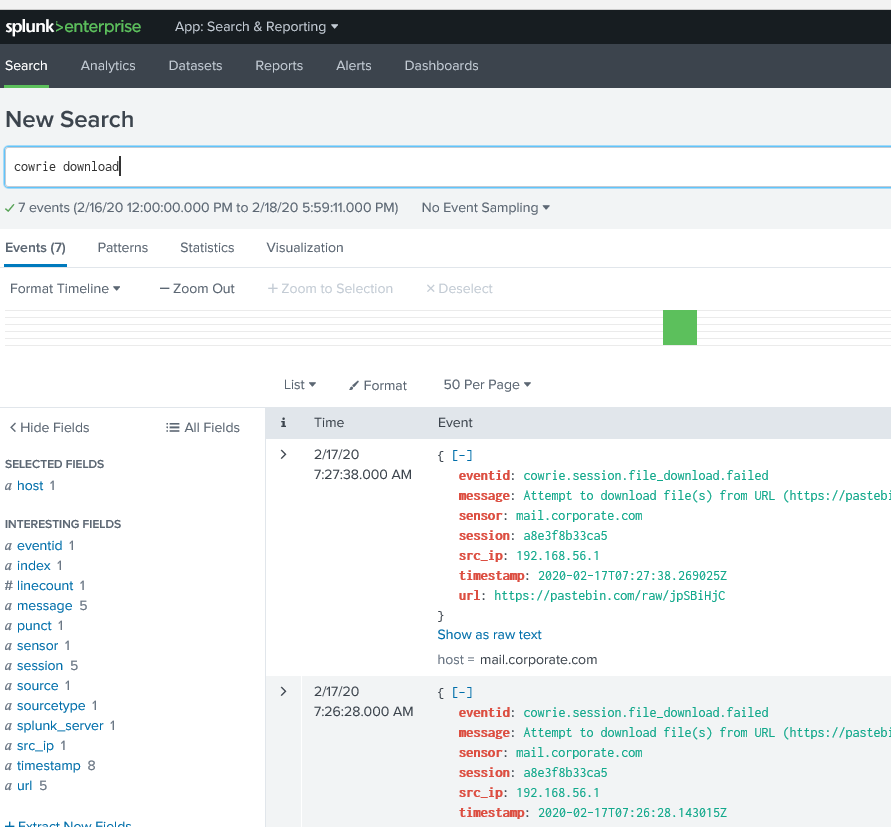 splunk>enterprise App: Search & Reporting
Search Analytics Datasets Reports Alerts Dashboards
New Search
cowrie download
7 events (2/16/20 12:00:00.000 PM to 2/18/20 5:59:11.000 PM) No Event Sampling
Events (7) Patterns Statistics Visualization
Format Timeline — Zoom Out + Zoom to Selection × Deselect
List Format 50 Per Page
< Hide Fields All Fields
SELECTED FIELDS
a host 1
INTERESTING FIELDS
a eventid 1
a index 1
# linecount 1
a message 5
a punct 1
a sensor 1
a session 5
a source 1
a sourcetype 1
a splunk_server 1
a src_ip 1
a timestamp 8
a url 5
+ Extract New Fields
i Time Event
> 2/17/20
7:27:38.000 AM
{ [-]
eventid: cowrie.session.file_download.failed
message: Attempt to download file(s) from URL (https://pastebi
sensor: mail.corporate.com
session: a8e3f8b33ca5
src_ip: 192.168.56.1
timestamp: 2020-02-17T07:27:38.269025Z
url: https://pastebin.com/raw/jpSBiHjC
}
Show as raw text
host = mail.corporate.com
> 2/17/20
7:26:28.000 AM
{ [-]
eventid: cowrie.session.file_download.failed
message: Attempt to download file(s) from URL (https://pastebi
sensor: mail.corporate.com
session: a8e3f8b33ca5
src_ip: 192.168.56.1
timestamp: 2020-02-17T07:26:28.143015Z